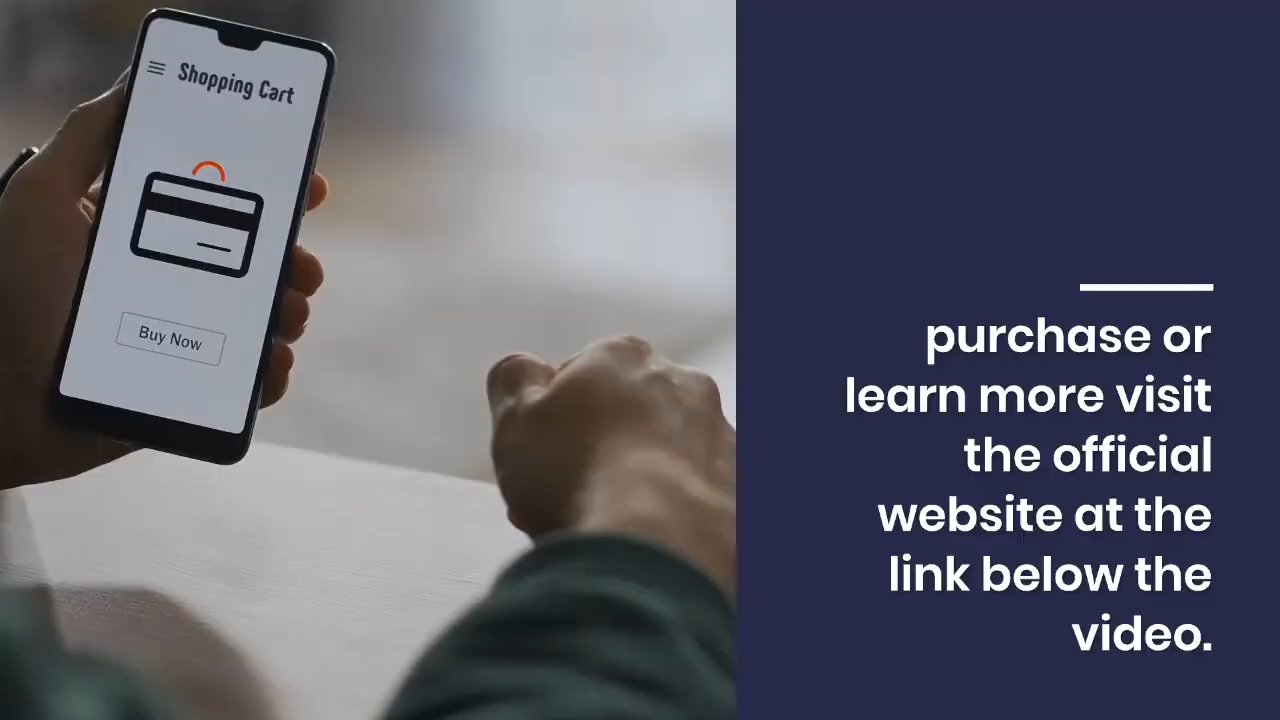 Shopping Cart
Buy Now
purchase or
learn more visit
the official
website at the
link below the
video.